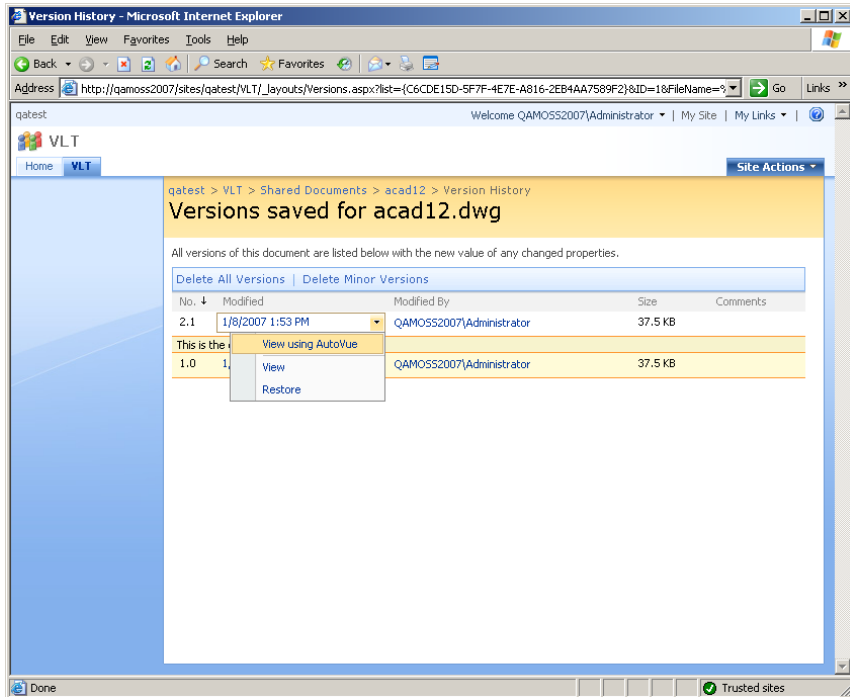 Version History - Microsoft Internet Explorer
File Edit View Favorites Tools Help
Back Search Favorites
Address http://qamoss2007/sites/qatest/VLT/_layouts/Versions.aspx?list={C6CDE15D-5F7F-4E7E-A816-2EB4AA7589F2}&ID=1&FileName=% Go Links »
qatest Welcome QAMOSS2007\Administrator | My Site | My Links |
VLT
Home VLT Site Actions
qatest > VLT > Shared Documents > acad12 > Version History
Versions saved for acad12.dwg
All versions of this document are listed below with the new value of any changed properties.
Delete All Versions | Delete Minor Versions
No. ↓ Modified Modified By Size Comments
2.1 1/8/2007 1:53 PM QAMOSS2007\Administrator 37.5 KB
This is the
View using AutoVue
1.0 QAMOSS2007\Administrator 37.5 KB
View
Restore
Done Trusted sites